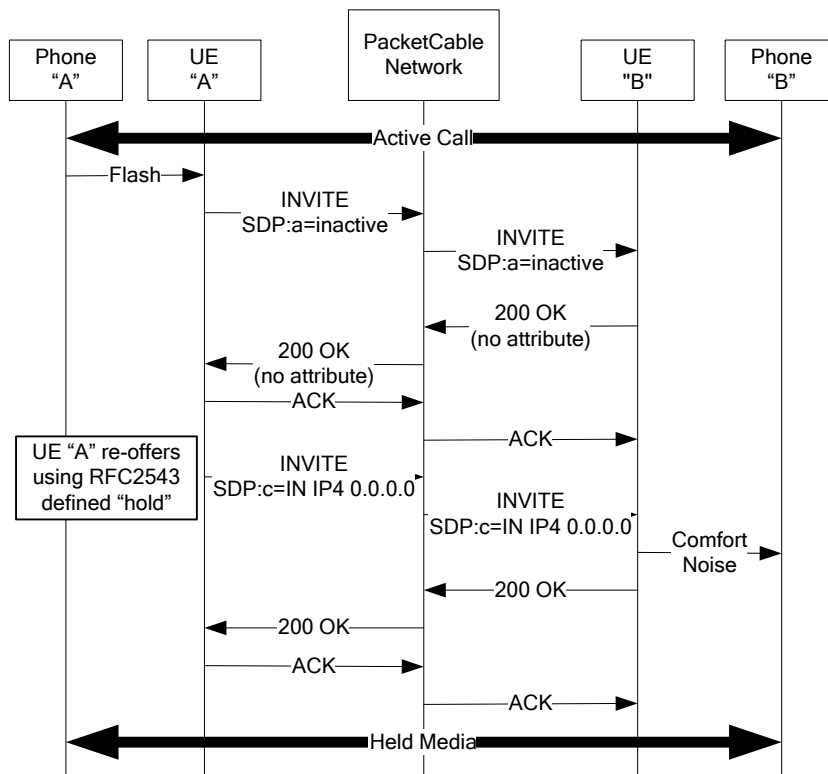 Phone
“A”
UE
“A”
PacketCable
Network
UE
"B"
Phone
“B”
Active Call
Flash
INVITE
SDP:a=inactive
INVITE
SDP:a=inactive
200 OK
(no attribute)
200 OK
(no attribute)
ACK
ACK
UE “A” re-offers
using RFC2543
defined “hold”
INVITE
SDP:c=IN IP4 0.0.0.0
INVITE
SDP:c=IN IP4 0.0.0.0
Comfort
Noise
200 OK
200 OK
ACK
ACK
Held Media